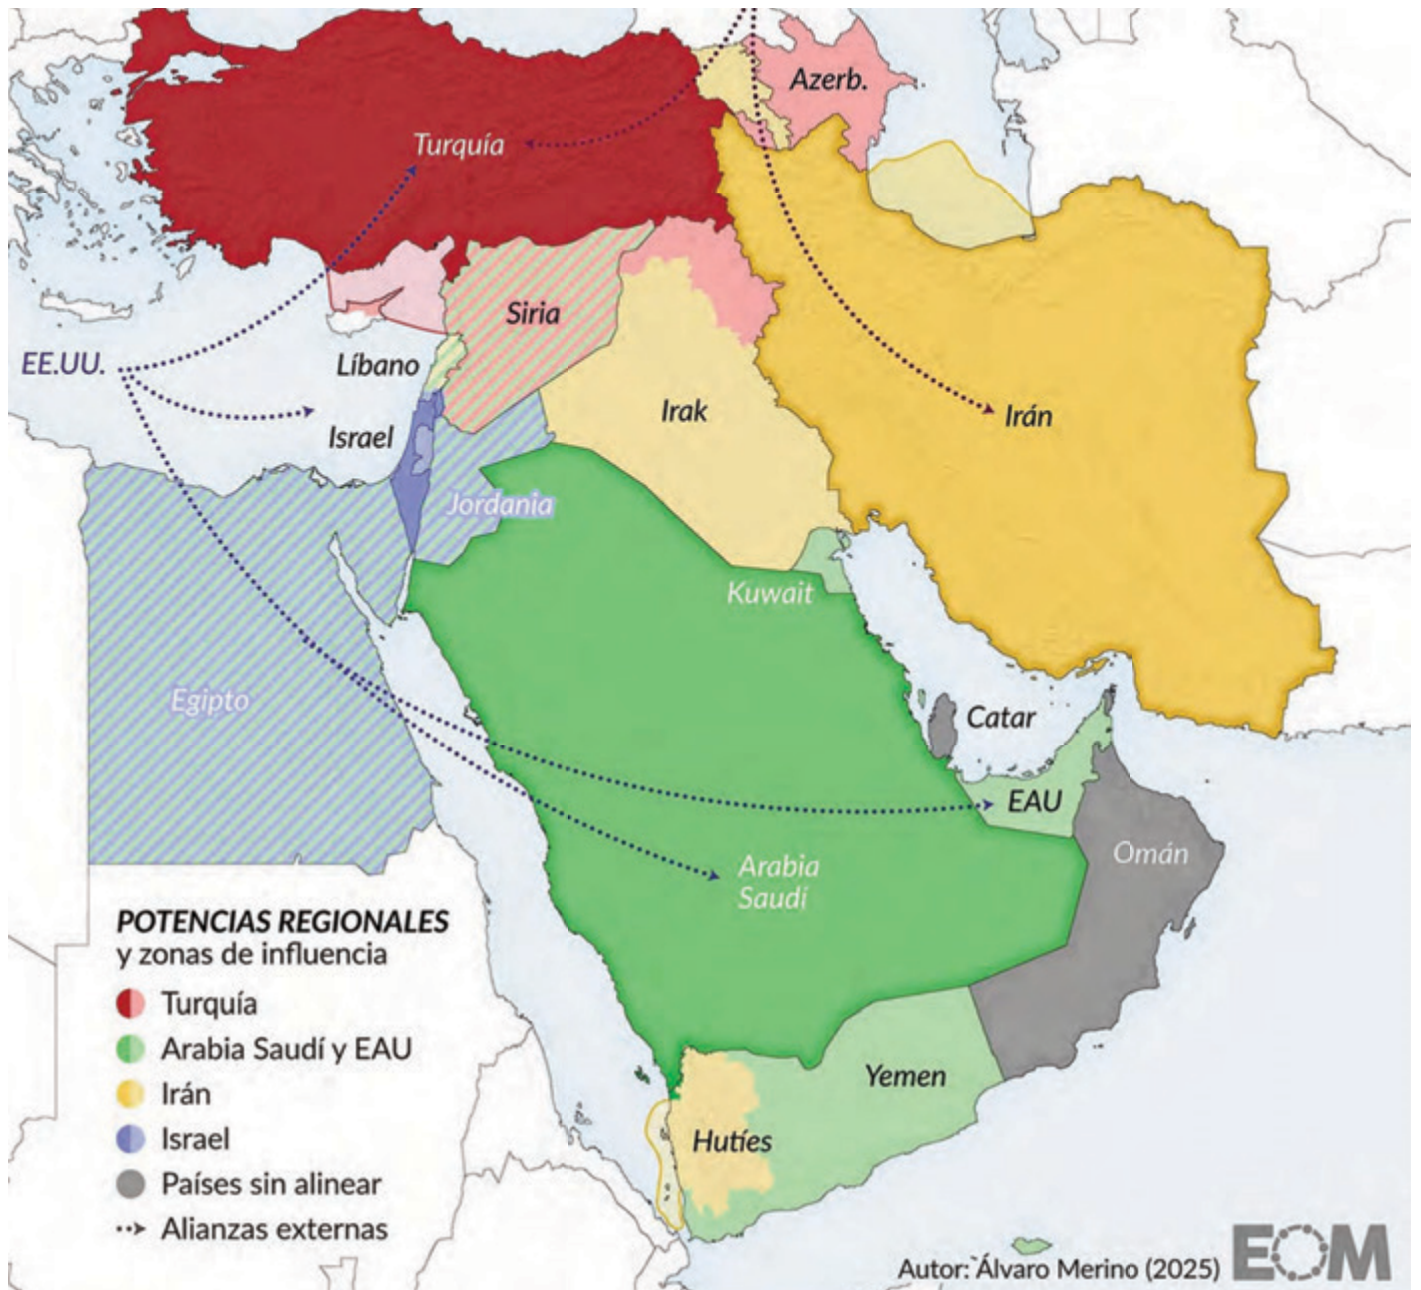 Azerb.
Turquía
Siria
EE.UU.
Líbano
Irak
Irán
Israel
Jordania
Kuwait
Egipto
Catar
EAU
Omán
Arabia
Saudí
POTENCIAS REGIONALES
y zonas de influencia
Turquía
Arabia Saudí y EAU
Irán
Israel
Países sin alinear
Alianzas externas
Yemen
Hutíes
Autor: Álvaro Merino (2025)
EOM